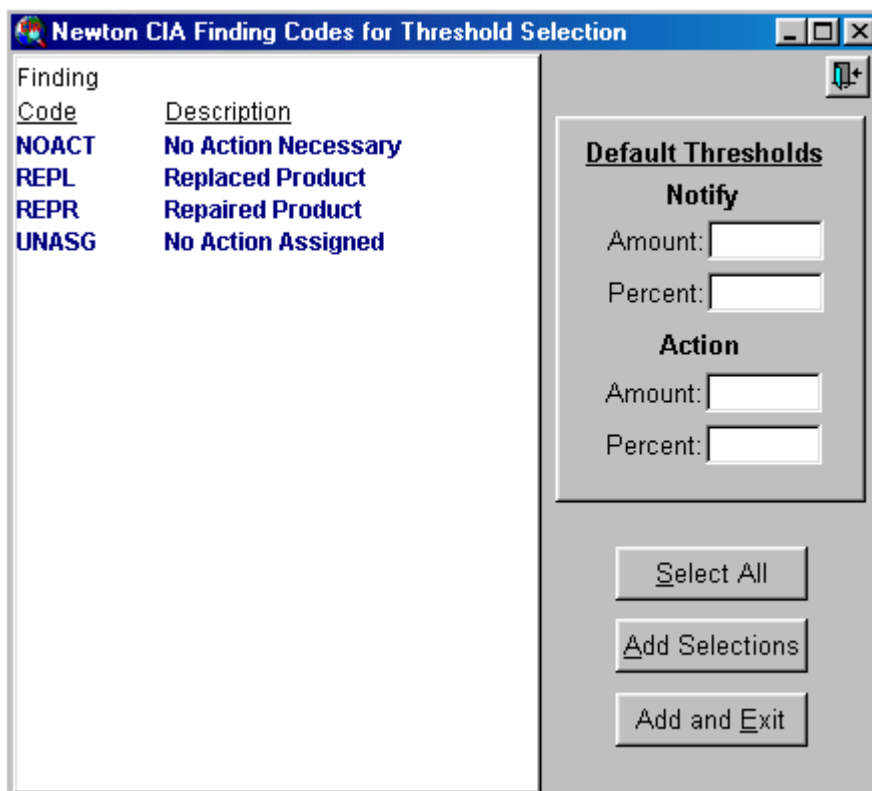 Newton CIA Finding Codes for Threshold Selection
Finding
Code Description
NOACT No Action Necessary
REPL Replaced Product
REPR Repaired Product
UNASG No Action Assigned
Default Thresholds
Notify
Amount:
Percent:
Action
Amount:
Percent:
Select All
Add Selections
Add and Exit